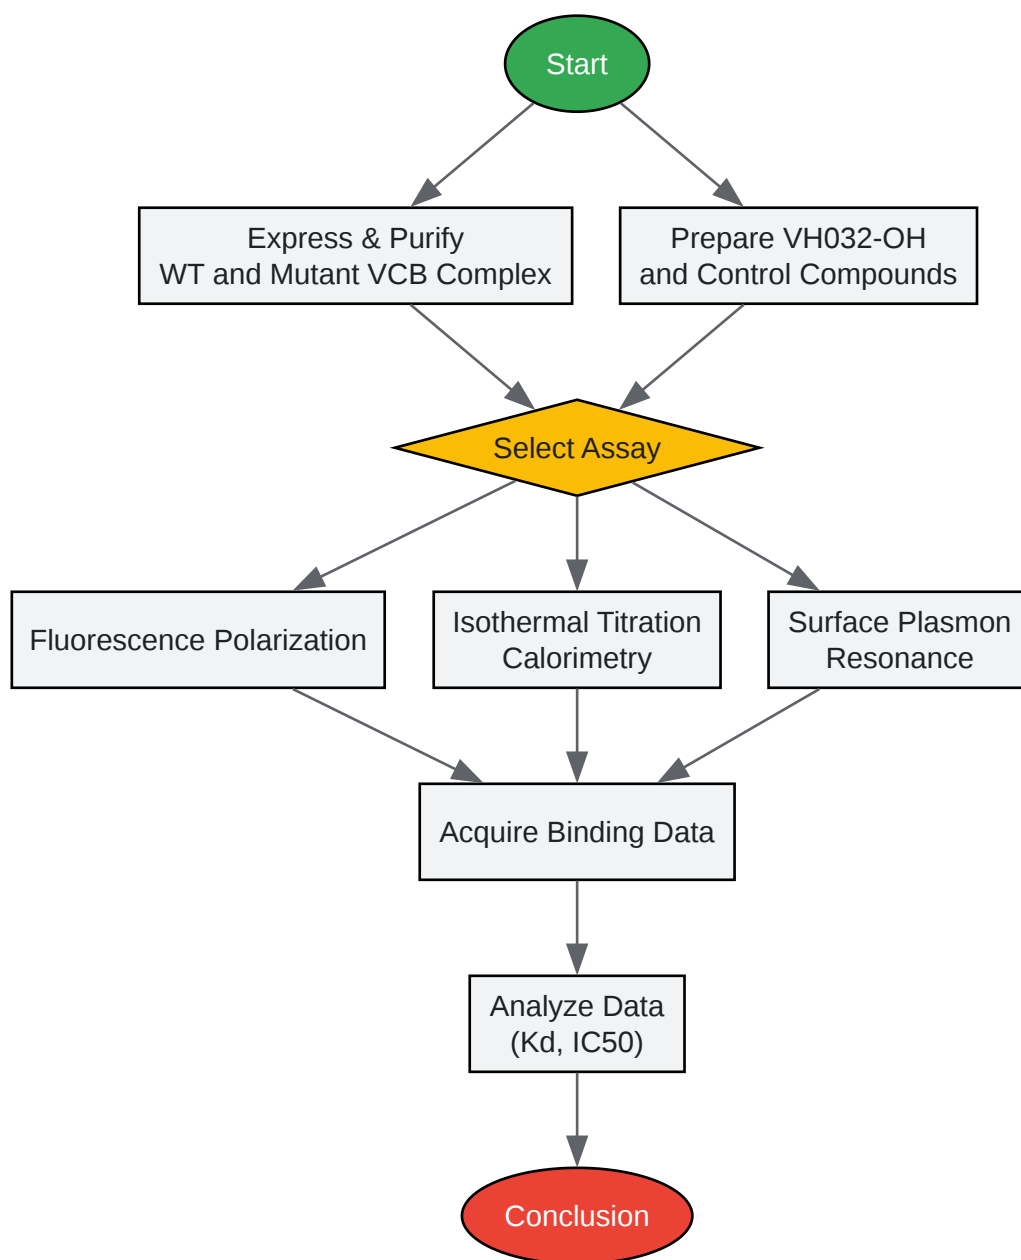 Start
Express & Purify
WT and Mutant VCB Complex
Prepare VH032-OH
and Control Compounds
Select Assay
Fluorescence Polarization
Isothermal Titration
Calorimetry
Surface Plasmon
Resonance
Acquire Binding Data
Analyze Data
(Kd, IC50)
Conclusion